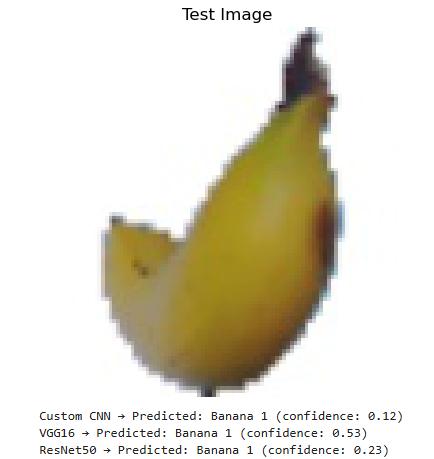 Test Image
Custom CNN → Predicted: Banana 1 (confidence: 0.12)
VGG16 → Predicted: Banana 1 (confidence: 0.53)
ResNet50 → Predicted: Banana 1 (confidence: 0.23)